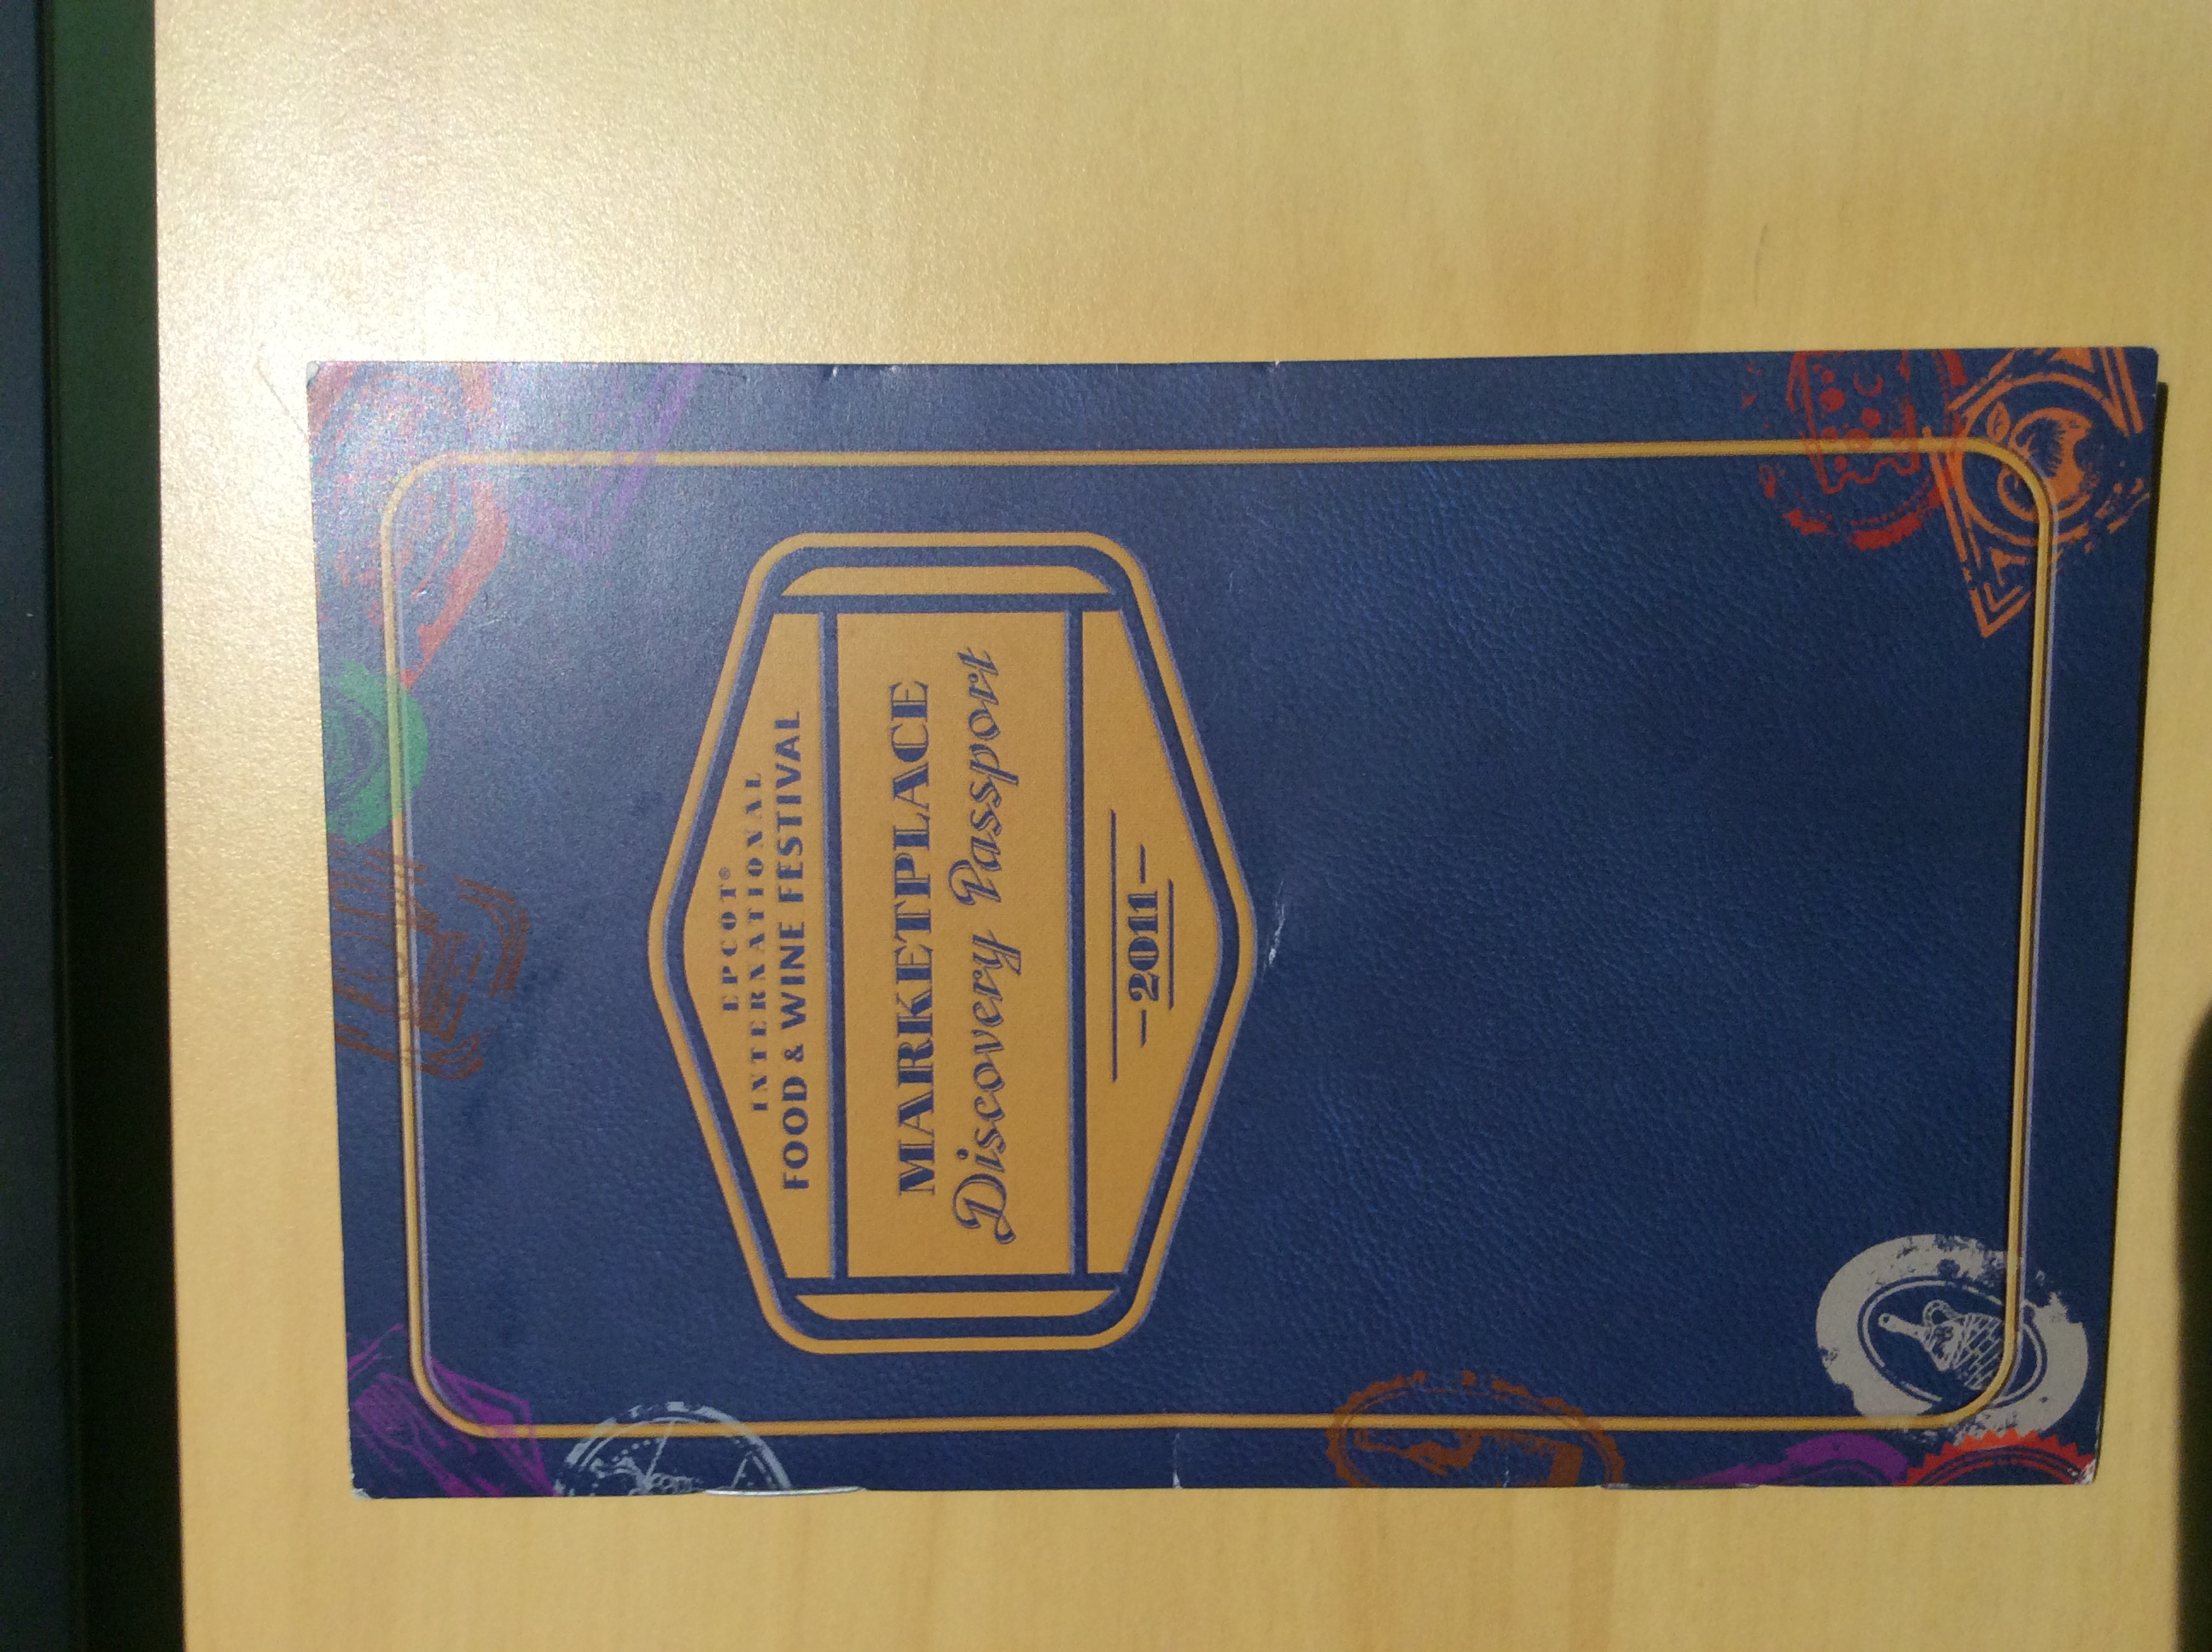 EPCOT®
INTERNATIONAL
FOOD & WINE FESTIVAL
MARKETPLACE
Discovery Passport
—2011—